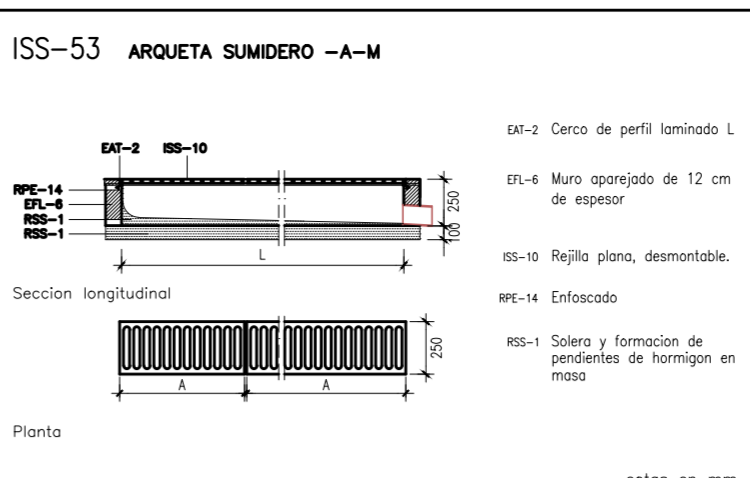 ISS-53 ARQUETA SUMIDERO -A-M
EAT-2 ISS-10
RPE-14
EFL-6
RSS-1
RSS-1
250
100
L
Seccion longitudinal
250
A A
Planta
EAT-2 Cerco de perfil laminado L
EFL-6 Muro aparejado de 12 cm
de espesor
ISS-10 Rejilla plana, desmontable.
RPE-14 Enfoscado
RSS-1 Solera y formacion de
pendientes de hormigon en
masa
en mm